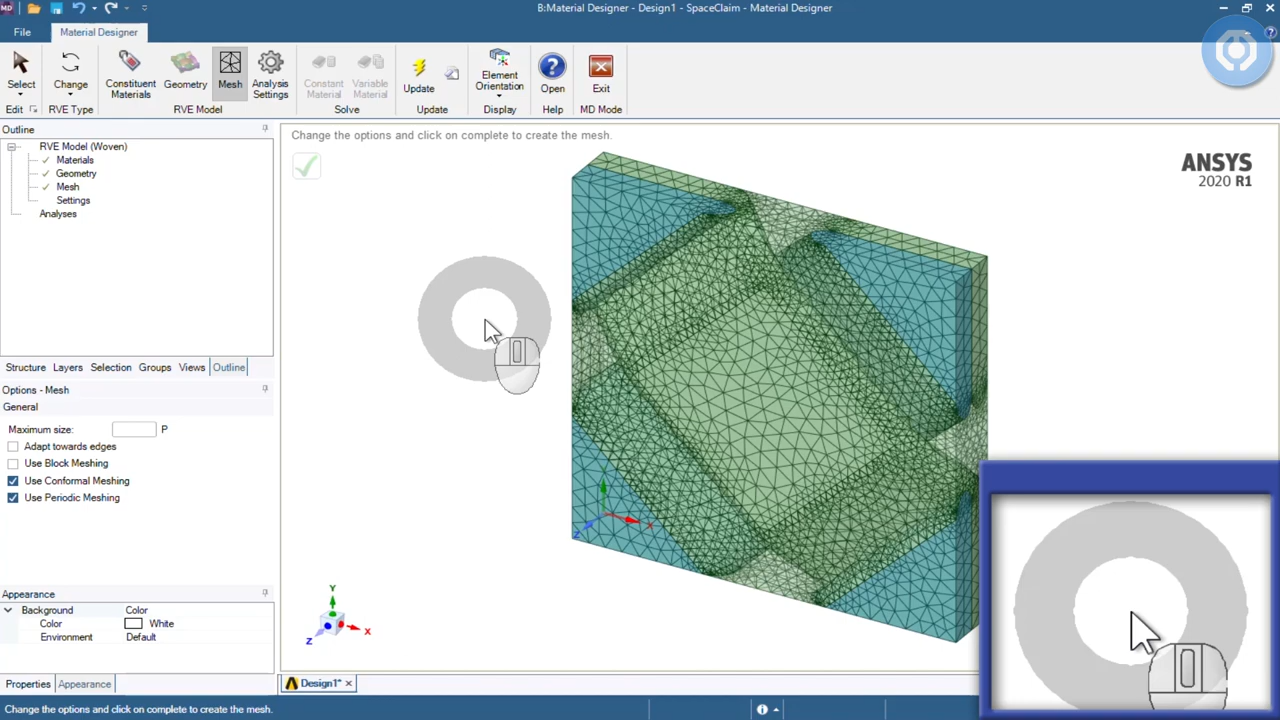 MD
B:Material Designer - Design1 - SpaceClaim - Material Designer
File
Material Designer
Select
Change
Constituent
Materials
Geometry
Mesh
Analysis
Settings
Constant
Material
Variable
Material
Update
Element
Orientation
Open
Exit
Edit
RVE Type
RVE Model
Solve
Update
Display
Help
MD Mode
Outline
RVE Model (Woven)
Materials
Geometry
Mesh
Settings
Analyses
Structure
Layers
Selection
Groups
Views
Outline
Options - Mesh
General
Maximum size:
P
Adapt towards edges
Use Block Meshing
Use Conformal Meshing
Use Periodic Meshing
Appearance
Background
Color
Color
White
Environment
Default
Properties
Appearance
Change the options and click on complete to create the mesh.
ANSYS
2020 R1
X
Z
Y
X
Z
Design1*
Change the options and click on complete to create the mesh.